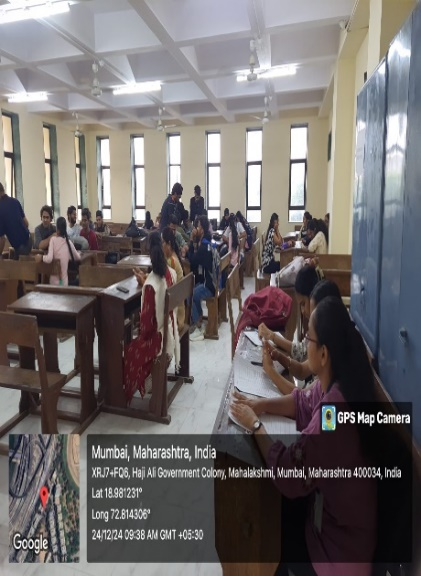 GPS Map Camera
Mumbai, Maharashtra, India
XRJ7+FQ6, Haji Ali Government Colony, Mahalakshmi, Mumbai, Maharashtra 400034, India
Lat 18.981231°
Long 72.814306°
24/12/24 09:38 AM GMT +05:30
Google